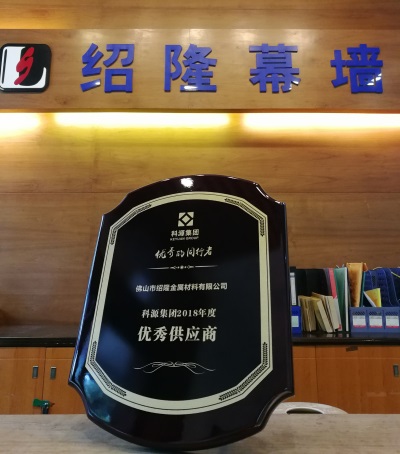 绍隆幕墙
科源集团
KEYUAN GROUP
优秀的同行者
佛山市绍隆金属材料有限公司
科源集团2018年度
优秀供应商